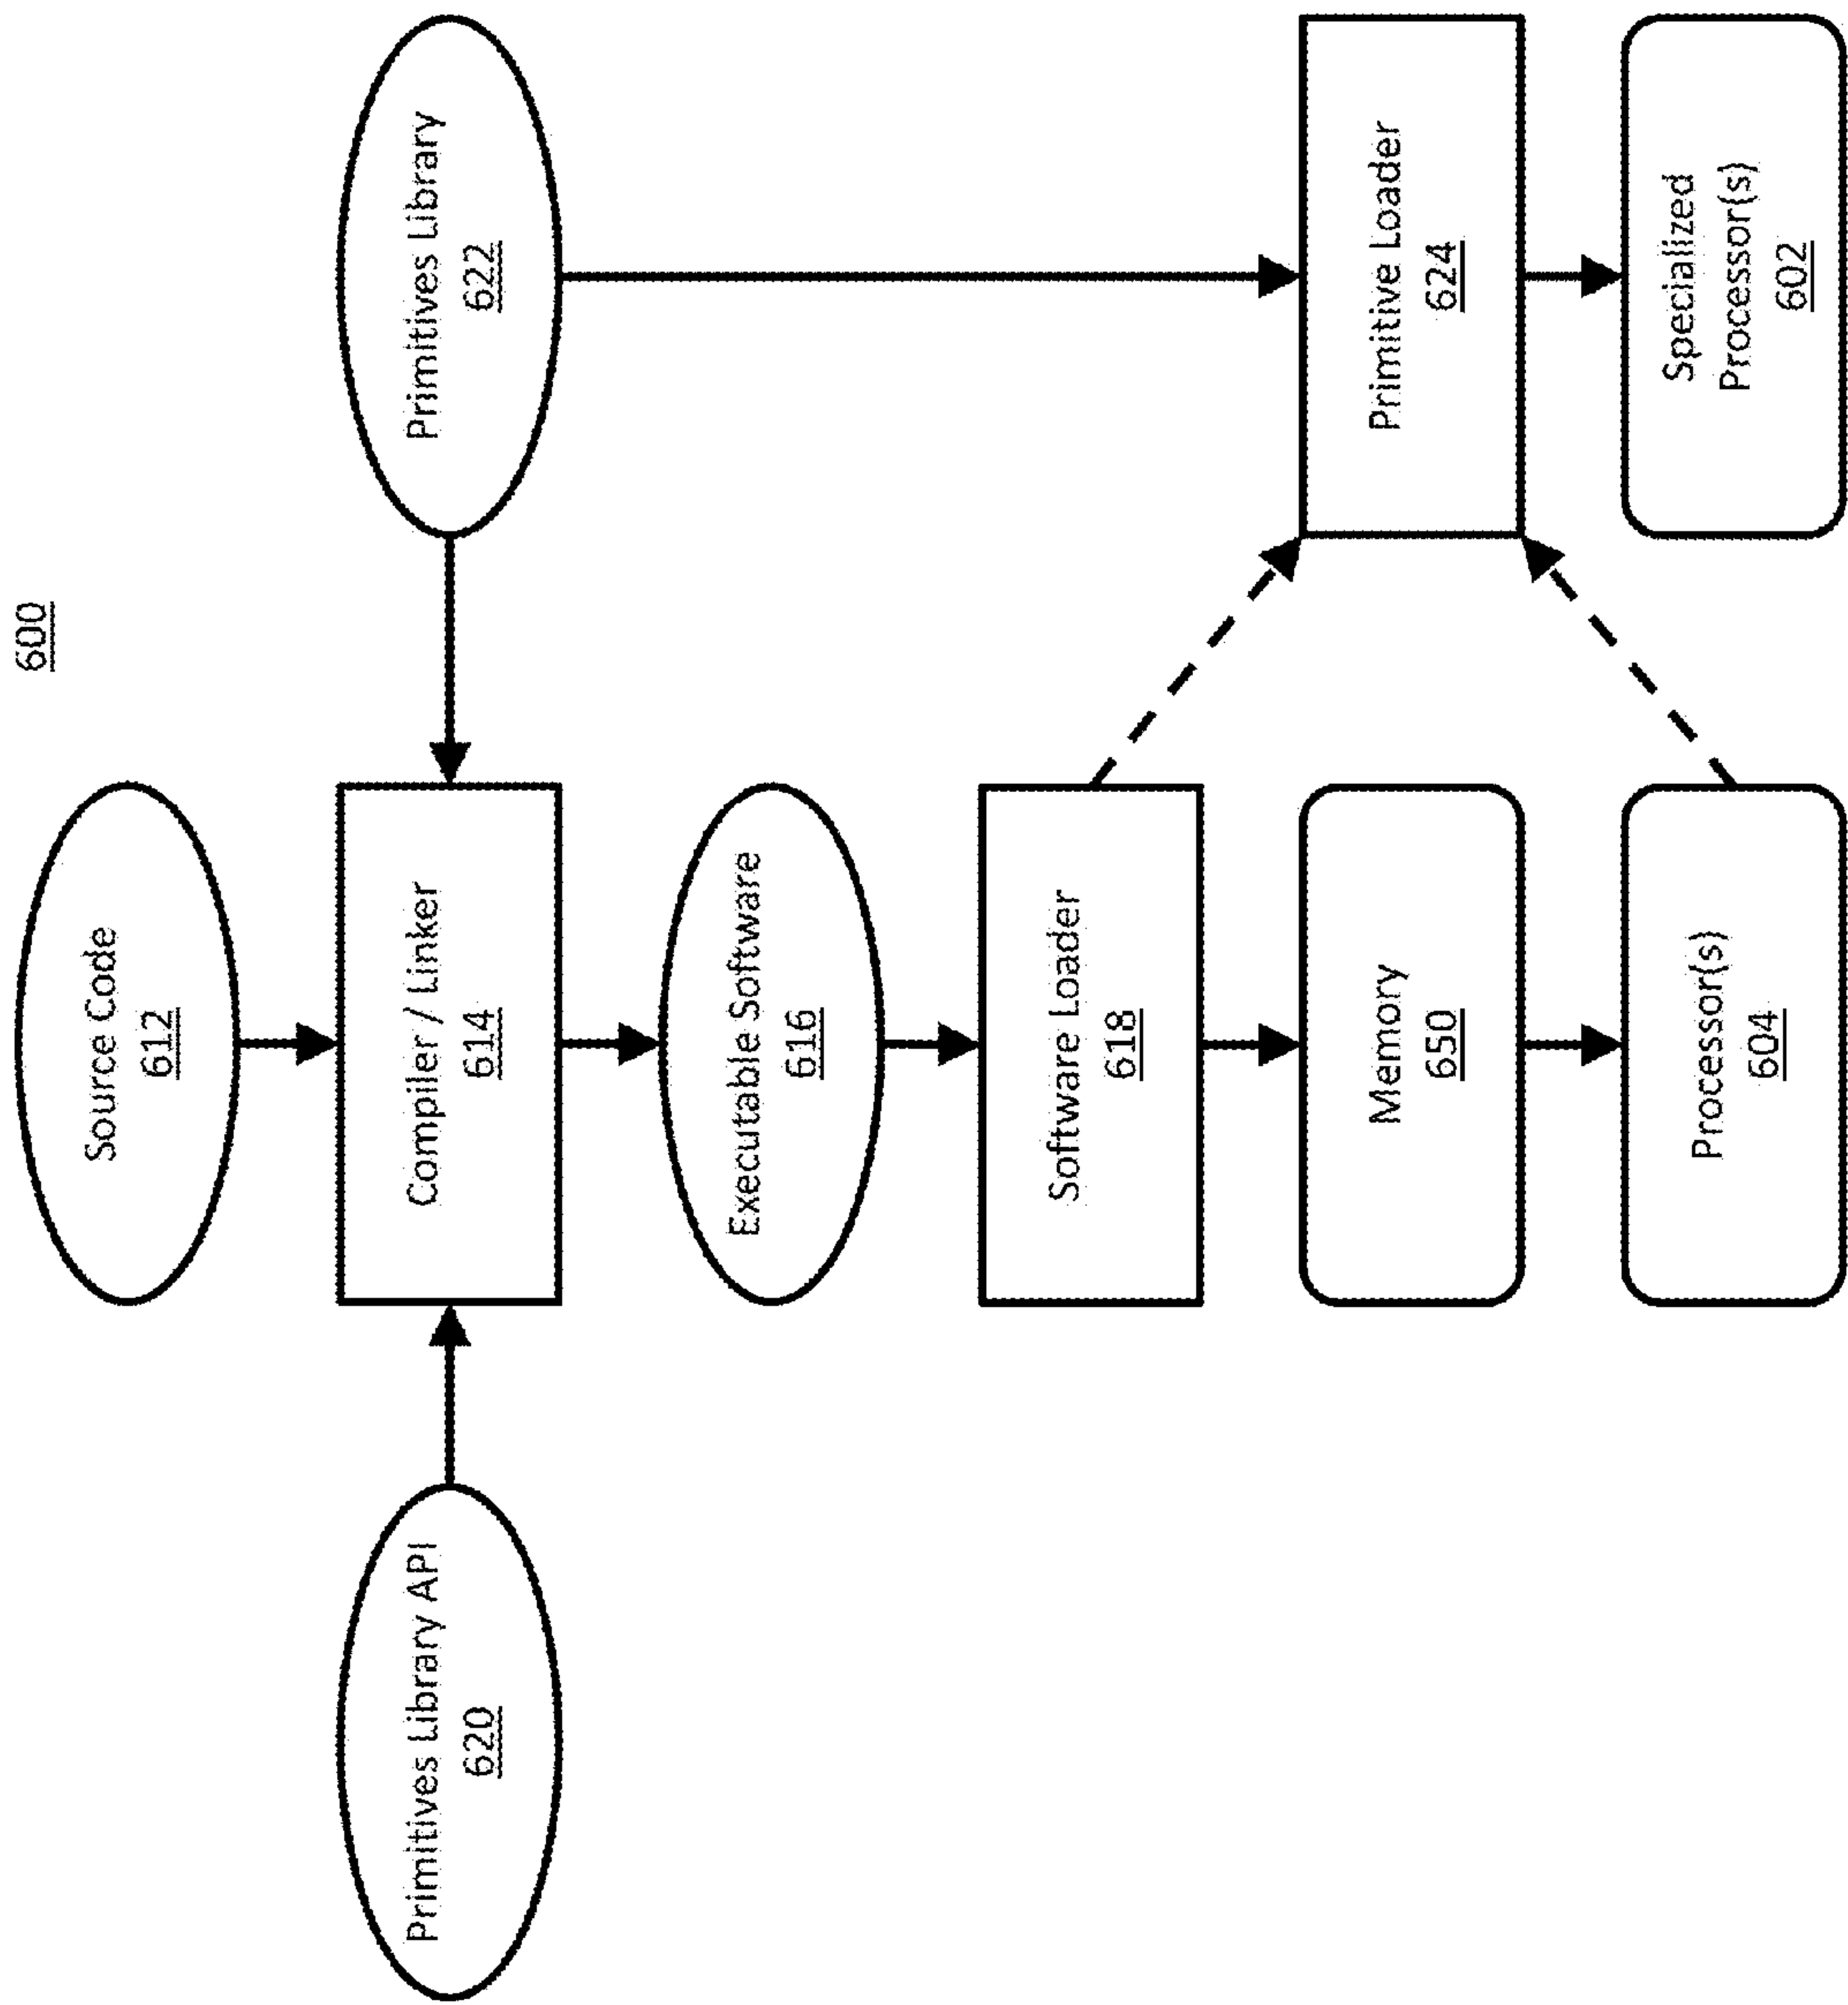 600
Source Code
612
Primitives Library API
620
Compiler / Linker
614
Primitives Library
622
Executable Software
616
Software Loader
618
Memory
650
Primitive Loader
624
Processor(s)
604
Specialized
Processor(s)
602